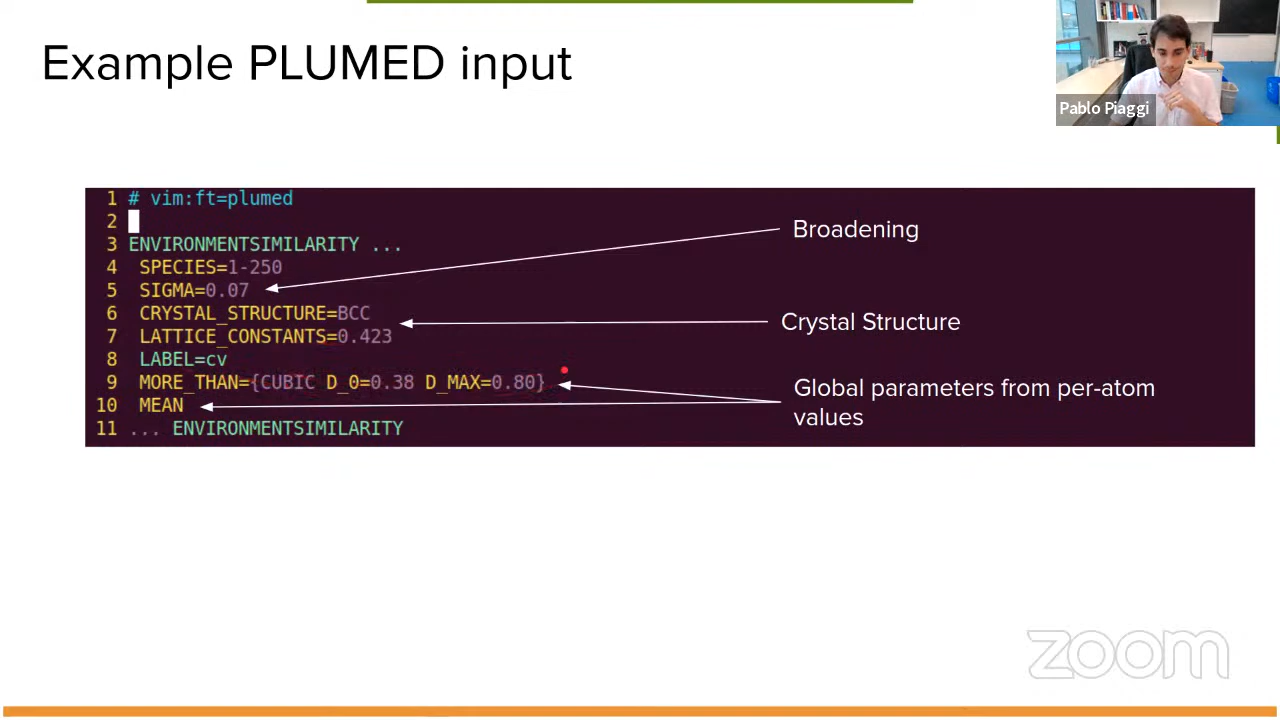 Example PLUMED input
Pablo Piaggi
1 # vim:ft=plumed
2
3 ENVIRONMENTSIMILARITY ...
4 SPECIES=1-250
5 SIGMA=0.07
6 CRYSTAL_STRUCTURE=BCC
7 LATTICE_CONSTANTS=0.423
8 LABEL=cv
9 MORE_THAN={CUBIC D_0=0.38 D_MAX=0.80}
10 MEAN
11 ... ENVIRONMENTSIMILARITY
Broadening
Crystal Structure
Global parameters from per-atom
values
zoom